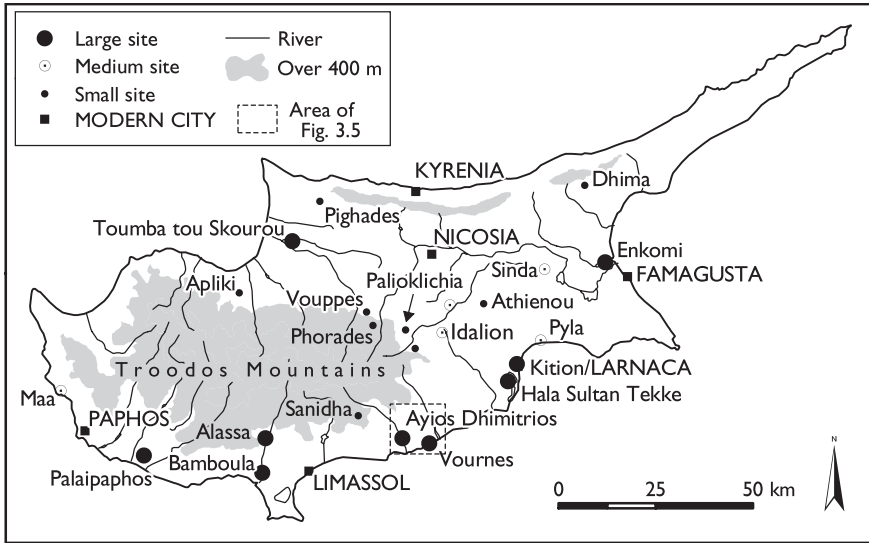 Large site
River
Medium site
Over 400 m
Small site
MODERN CITY
Area of
Fig. 3.5
KYRENIA
Dhima
Pighades
Toumba tou Skourou
NICOSIA
Enkomi
Sinda
FAMAGUSTA
Palioklichia
Apliki
Vouppes
Athienou
Phorades
Idalion
Pyla
Troodos Mountains
Kition/LARNACA
Hala Sultan Tekke
Maa
PAPHOS
Sanidha
Ayios Dhimitrios
Alassa
Vournes
Bamboula
Palaipaphos
LIMASSOL
0 25 50 km
N